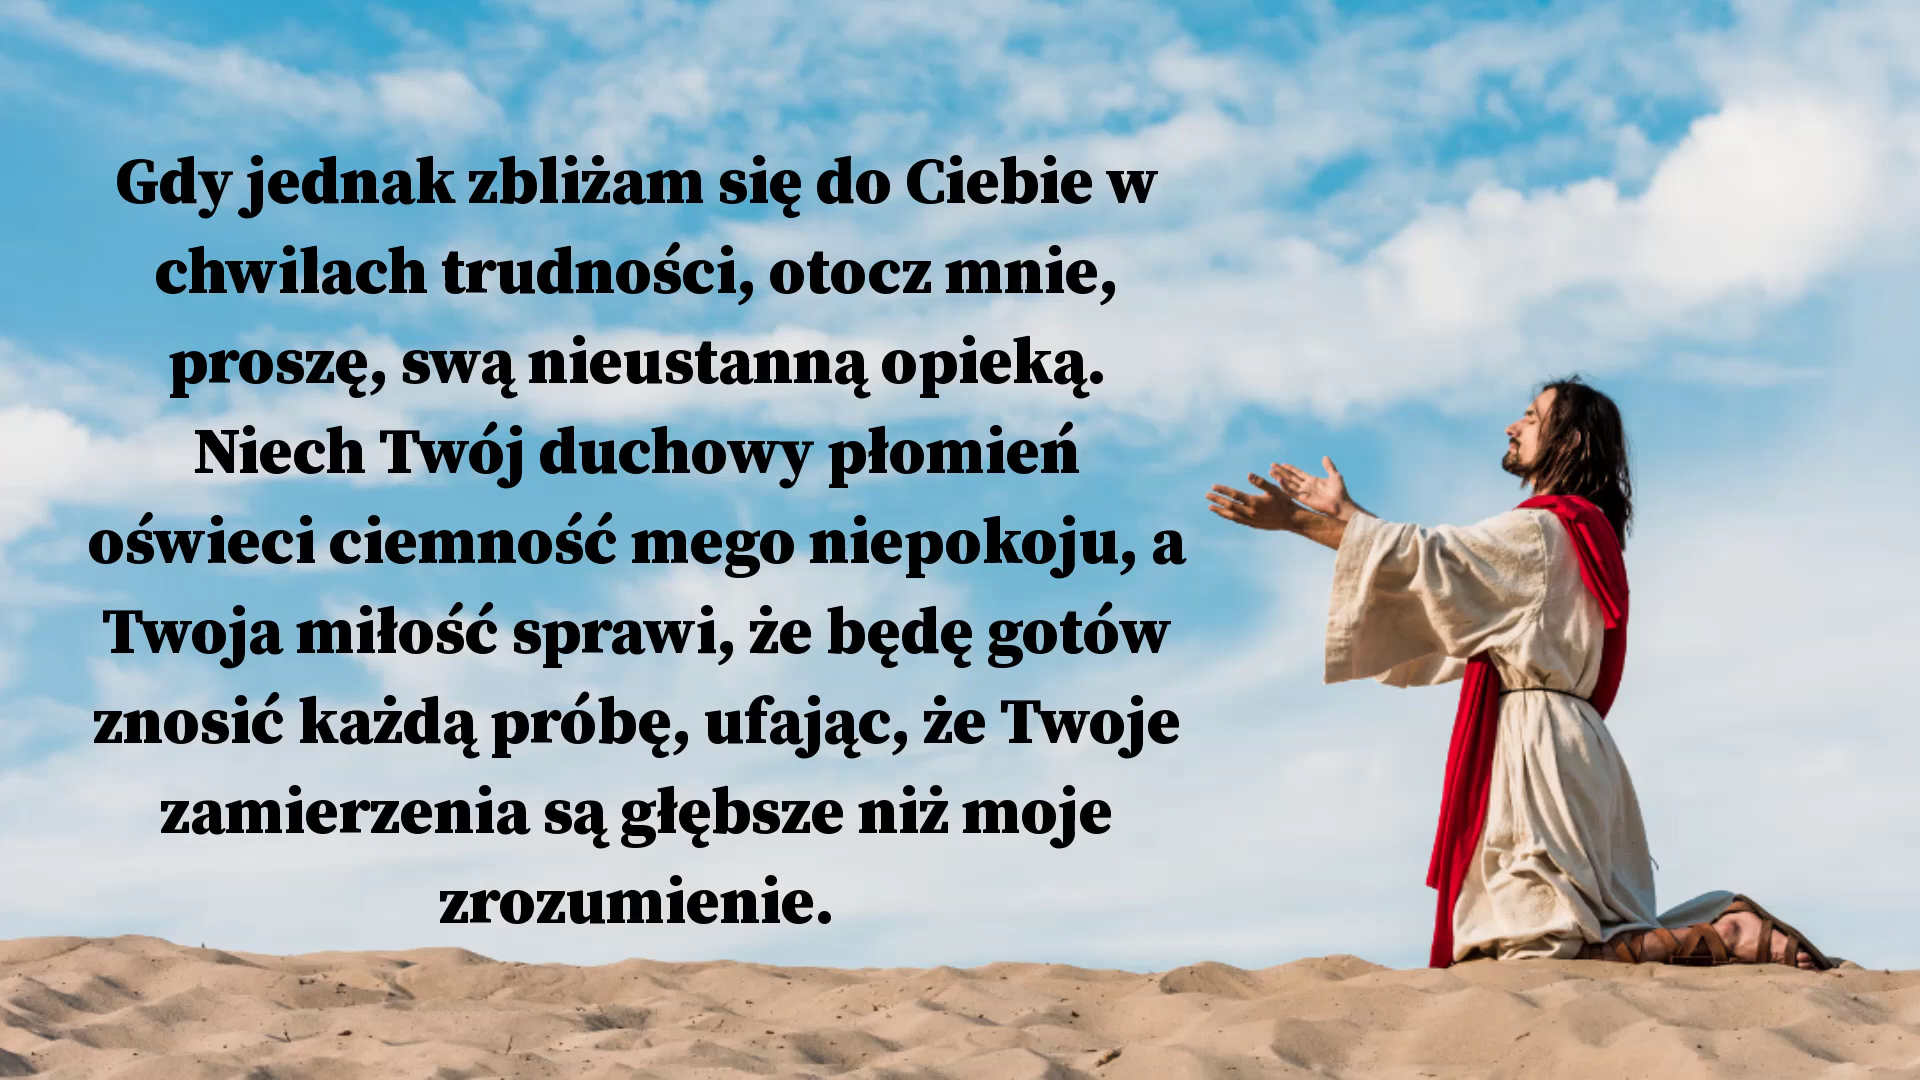 Gdy jednak zbliżam się do Ciebie w
chwilach trudności, otocz mnie,
proszę, swą nieustanną opieką.
Niech Twój duchowy płomień
oświeci ciemność mego niepokoju, a
Twoja miłość sprawi, że będę gotów
znosić każdą próbę, ufając, że Twoje
zamierzenia są głębsze niż moje
zrozumienie.